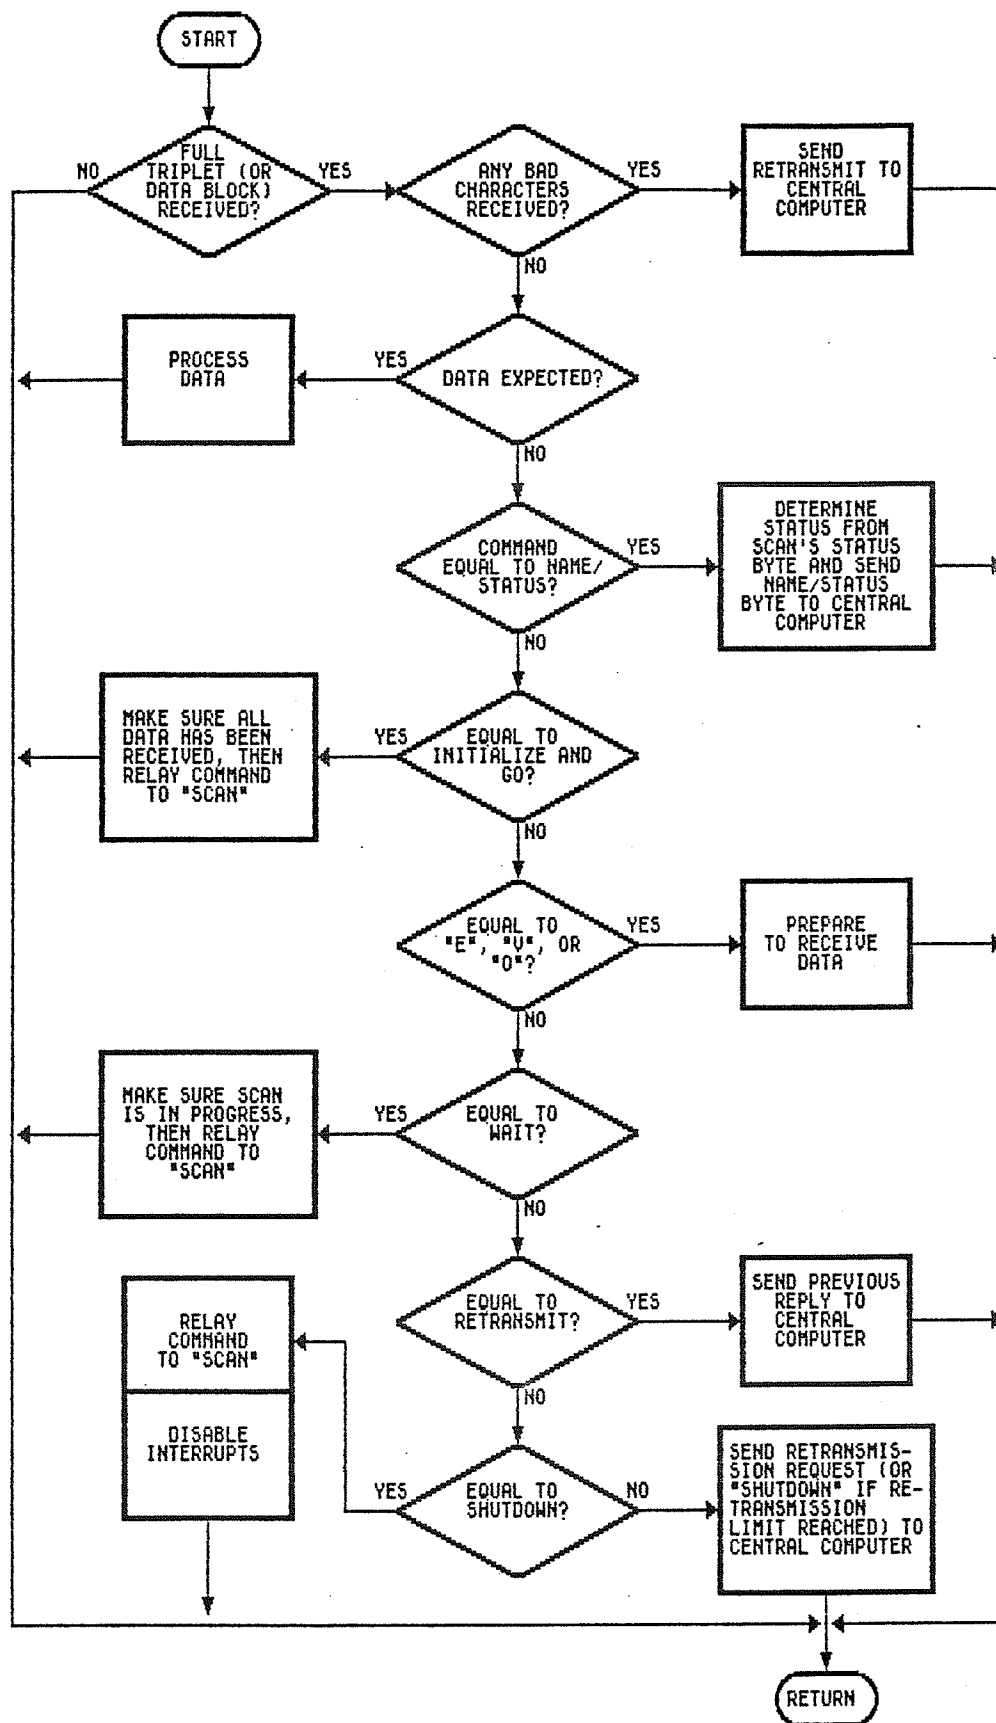 START
FULL
TRIPLET (OR
DATA BLOCK)
RECEIVED?
NO
YES
ANY BAD
CHARACTERS
RECEIVED?
YES
SEND
RETRANSMIT TO
CENTRAL
COMPUTER
NO
DATA EXPECTED?
YES
PROCESS
DATA
NO
COMMAND
EQUAL TO NAME/
STATUS?
YES
DETERMINE
STATUS FROM
SCAN'S STATUS
BYTE AND SEND
NAME/STATUS
BYTE TO CENTRAL
COMPUTER
NO
EQUAL TO
INITIALIZE AND
GO?
YES
MAKE SURE ALL
DATA HAS BEEN
RECEIVED, THEN
RELAY COMMAND
TO "SCAN"
NO
EQUAL TO
"E", "V", OR
"O"?
YES
PREPARE
TO RECEIVE
DATA
NO
EQUAL TO
WAIT?
YES
MAKE SURE SCAN
IS IN PROGRESS,
THEN RELAY
COMMAND TO
"SCAN"
NO
EQUAL TO
RETRANSMIT?
YES
SEND PREVIOUS
REPLY TO
CENTRAL
COMPUTER
NO
EQUAL TO
SHUTDOWN?
YES
RELAY
COMMAND
TO "SCAN"
DISABLE
INTERRUPTS
NO
SEND RETRANSMIS-
SION REQUEST (OR
"SHUTDOWN" IF RE-
TRANSMISSION
LIMIT REACHED) TO
CENTRAL COMPUTER
RETURN